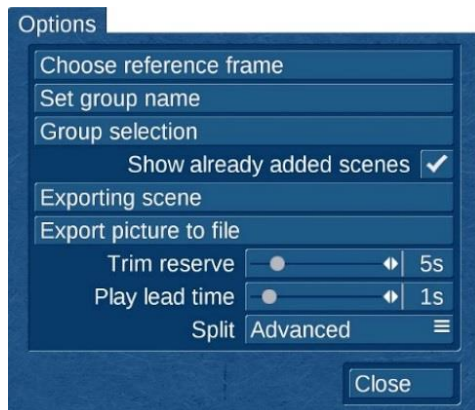 Options
Choose reference frame
Set group name
Group selection
Show already added scenes
Exporting scene
Export picture to file
Trim reserve 5s
Play lead time 1s
Split Advanced
Close